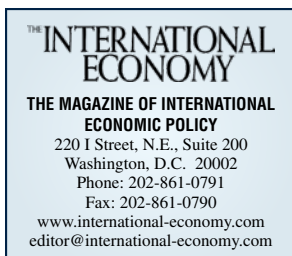 THE INTERNATIONAL
ECONOMY
THE MAGAZINE OF INTERNATIONAL
ECONOMIC POLICY
220 I Street, N.E., Suite 200
Washington, D.C. 20002
Phone: 202-861-0791
Fax: 202-861-0790
www.international-economy.com
editor@international-economy.com